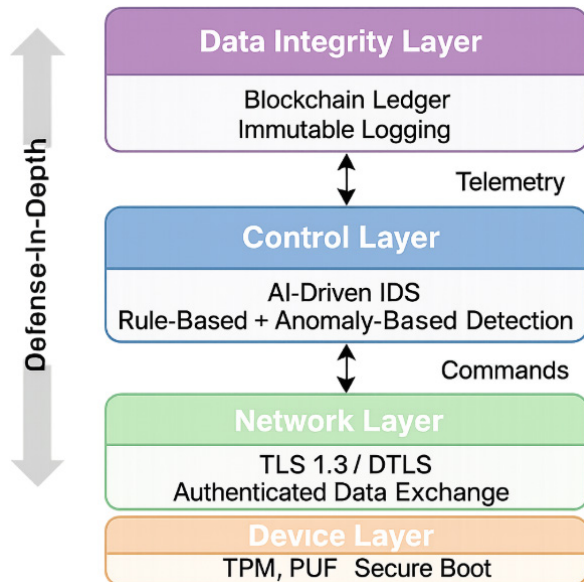 Defense-In-Depth
Data Integrity Layer
Blockchain Ledger
Immutable Logging
Telemetry
Control Layer
AI-Driven IDS
Rule-Based + Anomaly-Based Detection
Commands
Network Layer
TLS 1.3 / DTLS
Authenticated Data Exchange
Device Layer
TPM, PUF Secure Boot